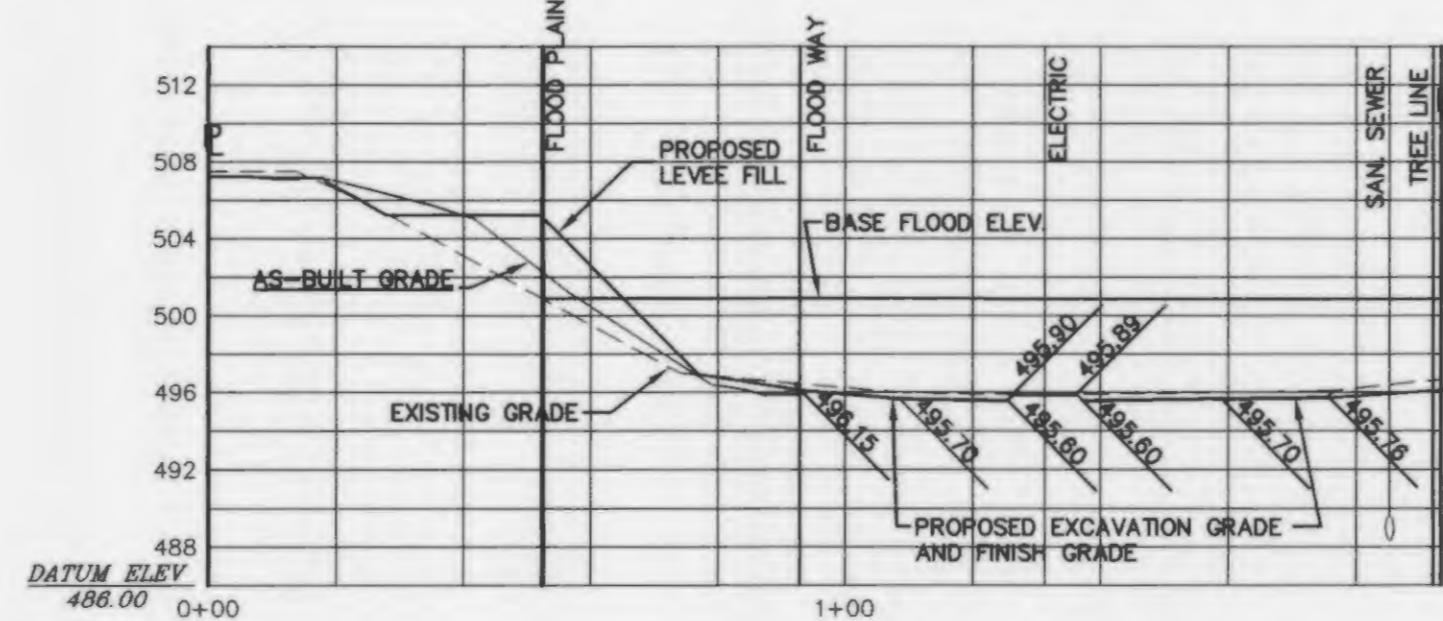 FLOOD PLAIN
FLOOD WAY
ELECTRIC
SAN. SEWER
TREE LINE
512
508
504
500
496
492
488
PROPOSED
LEVEE FILL
BASE FLOOD ELEV.
AS-BUILT GRADE
EXISTING GRADE
495.90
495.89
496.15
495.70
495.60
495.60
495.70
495.76
PROPOSED EXCAVATION GRADE
AND FINISH GRADE
DATUM ELEV
486.00
0+00
1+00